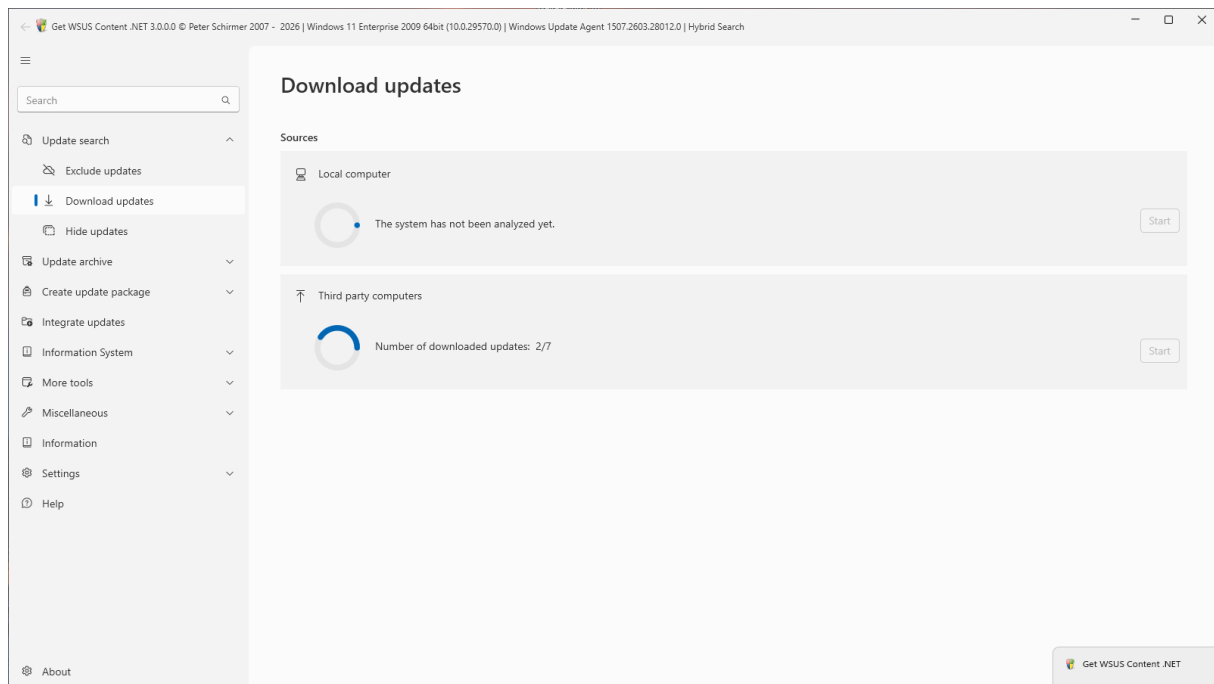 Get WSUS Content .NET 3.0.0.0 © Peter Schirmer 2007 - 2026 | Windows 11 Enterprise 2009 64bit (10.0.29570.0) | Windows Update Agent 1507.2603.28012.0 | Hybrid Search
Search
Update search
Exclude updates
Download updates
Hide updates
Update archive
Create update package
Integrate updates
Information System
More tools
Miscellaneous
Information
Settings
Help
About
Download updates
Sources
Local computer
The system has not been analyzed yet.
Start
Third party computers
Number of downloaded updates: 2/7
Start
Get WSUS Content .NET